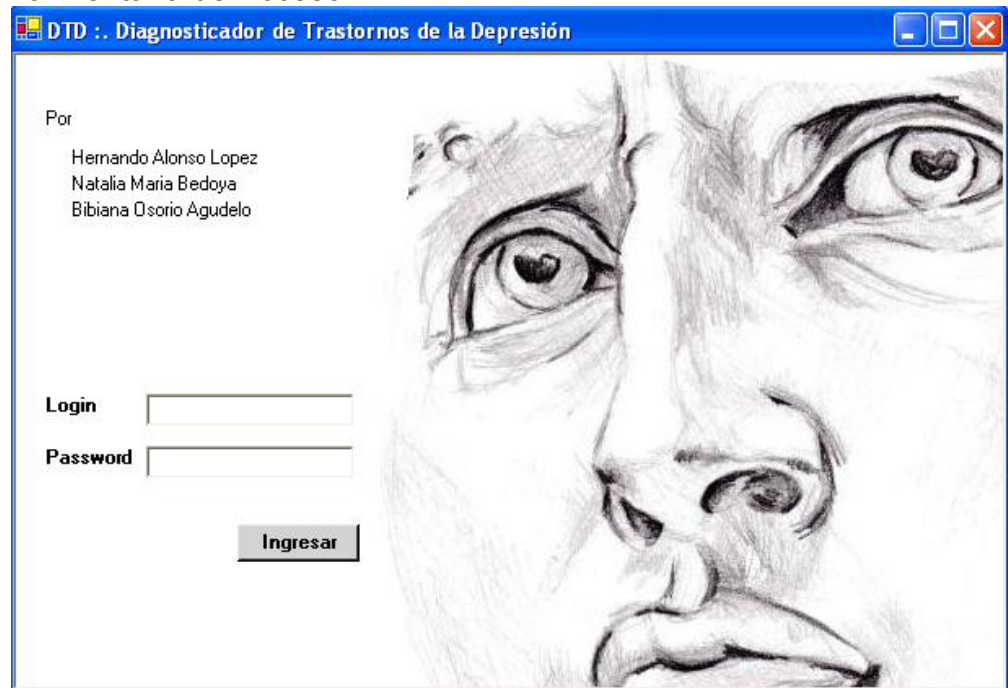 DTD :. Diagnosticador de Trastornos de la Depresión
Por
Hernando Alonso Lopez
Natalia Maria Bedoya
Bibiana Osorio Agudelo
Login
Password
Ingresar